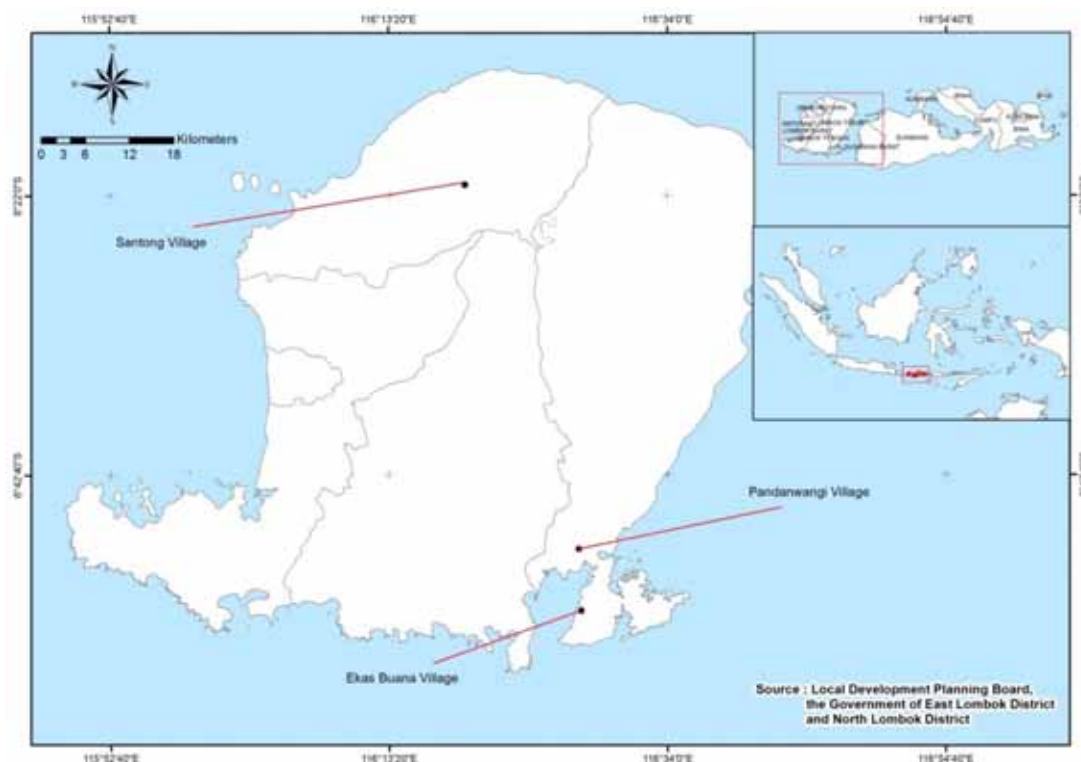 115°52'40"E 116°13'20"E 116°34'0"E 116°54'40"E
N
Kilometers
0 3 6 12 18
8°22'0"S
Santong Village
8°42'40"S
Pandanwangi Village
Ekas Buana Village
Source : Local Development Planning Board,
the Government of East Lombok District
and North Lombok District
115°52'40"E 116°13'20"E 116°34'0"E 116°54'40"E